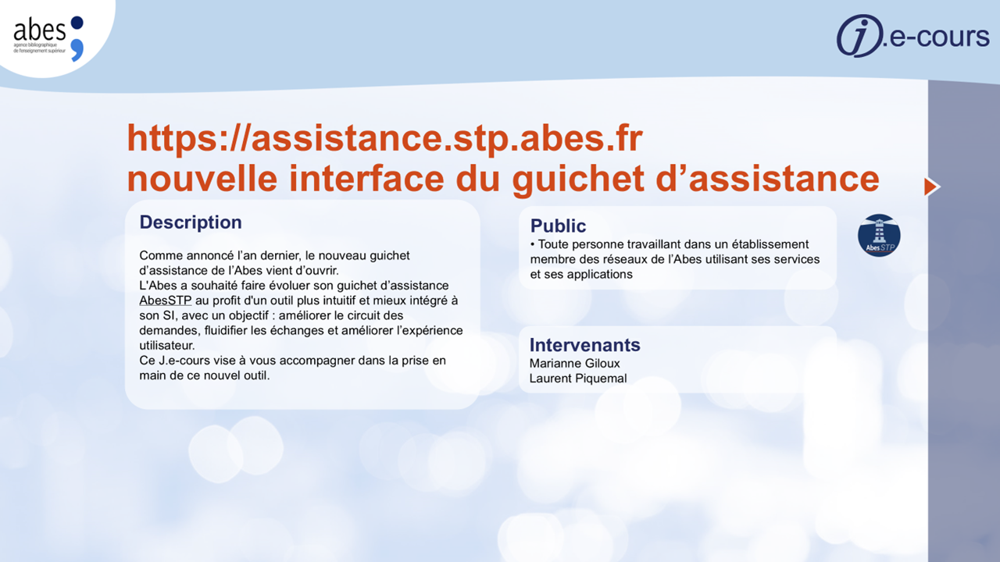 abes
agence bibliographique
de l'enseignement supérieur
j.e-cours
https://assistance.stp.abes.fr
nouvelle interface du guichet d’assistance
Description
Comme annoncé l’an dernier, le nouveau guichet
d’assistance de l’Abes vient d’ouvrir.
L'Abes a souhaité faire évoluer son guichet d’assistance
AbesSTP au profit d'un outil plus intuitif et mieux intégré à
son SI, avec un objectif : améliorer le circuit des
demandes, fluidifier les échanges et améliorer l’expérience
utilisateur.
Ce J.e-cours vise à vous accompagner dans la prise en
main de ce nouvel outil.
Public
• Toute personne travaillant dans un établissement
membre des réseaux de l’Abes utilisant ses services
et ses applications
Abes STP
Intervenants
Marianne Giloux
Laurent Piquemal